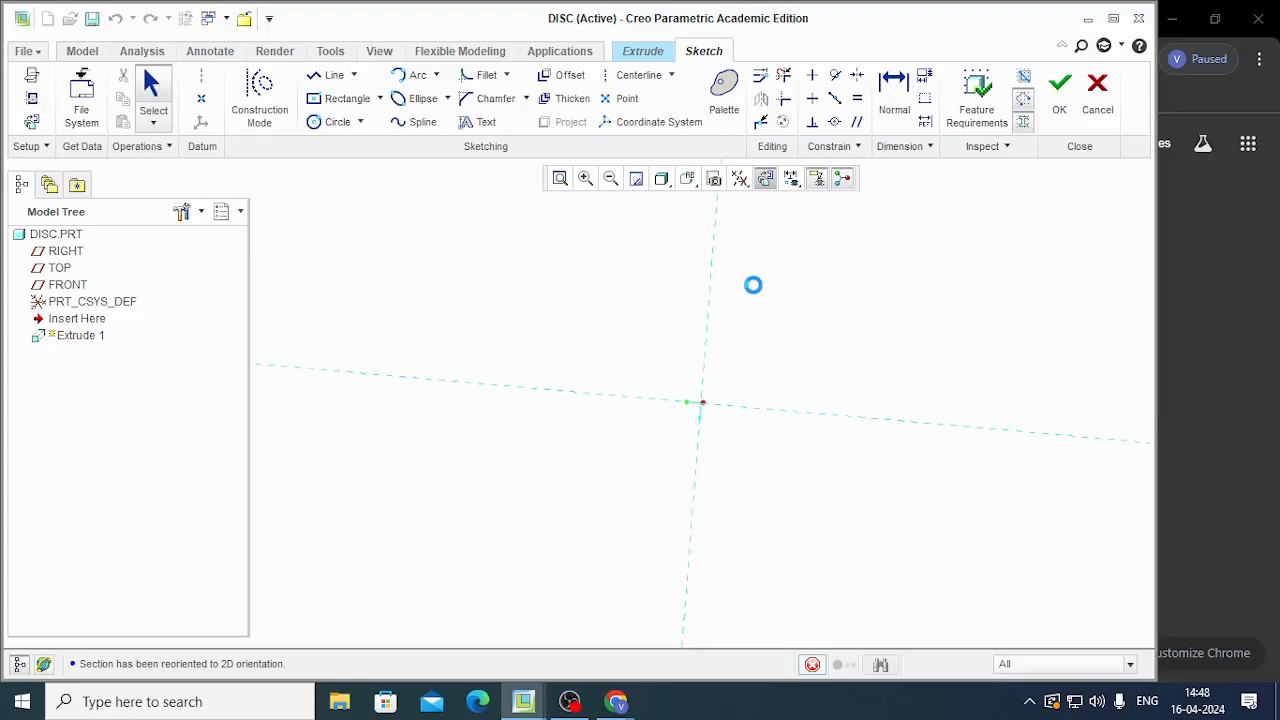 DISC (Active) - Creo Parametric Academic Edition
File Model Analysis Annotate Render Tools View Flexible Modeling Applications Extrude Sketch
V Paused
Line Arc Fillet Offset Centerline
Rectangle Ellipse Chamfer Thicken Point
Circle Spline Text Project Coordinate System
File System
Select
Construction Mode
Palette
Normal
Feature Requirements
OK
Cancel
Setup Get Data Operations Datum Sketching Editing Constrain Dimension Inspect Close
es
Model Tree
DISC.PRT
RIGHT
TOP
FRONT
PRT_CSYS_DEF
Insert Here
Extrude 1
Section has been reoriented to 2D orientation.
All
ustomize Chrome
Type here to search
V
ENG
14:48
16-04-2024